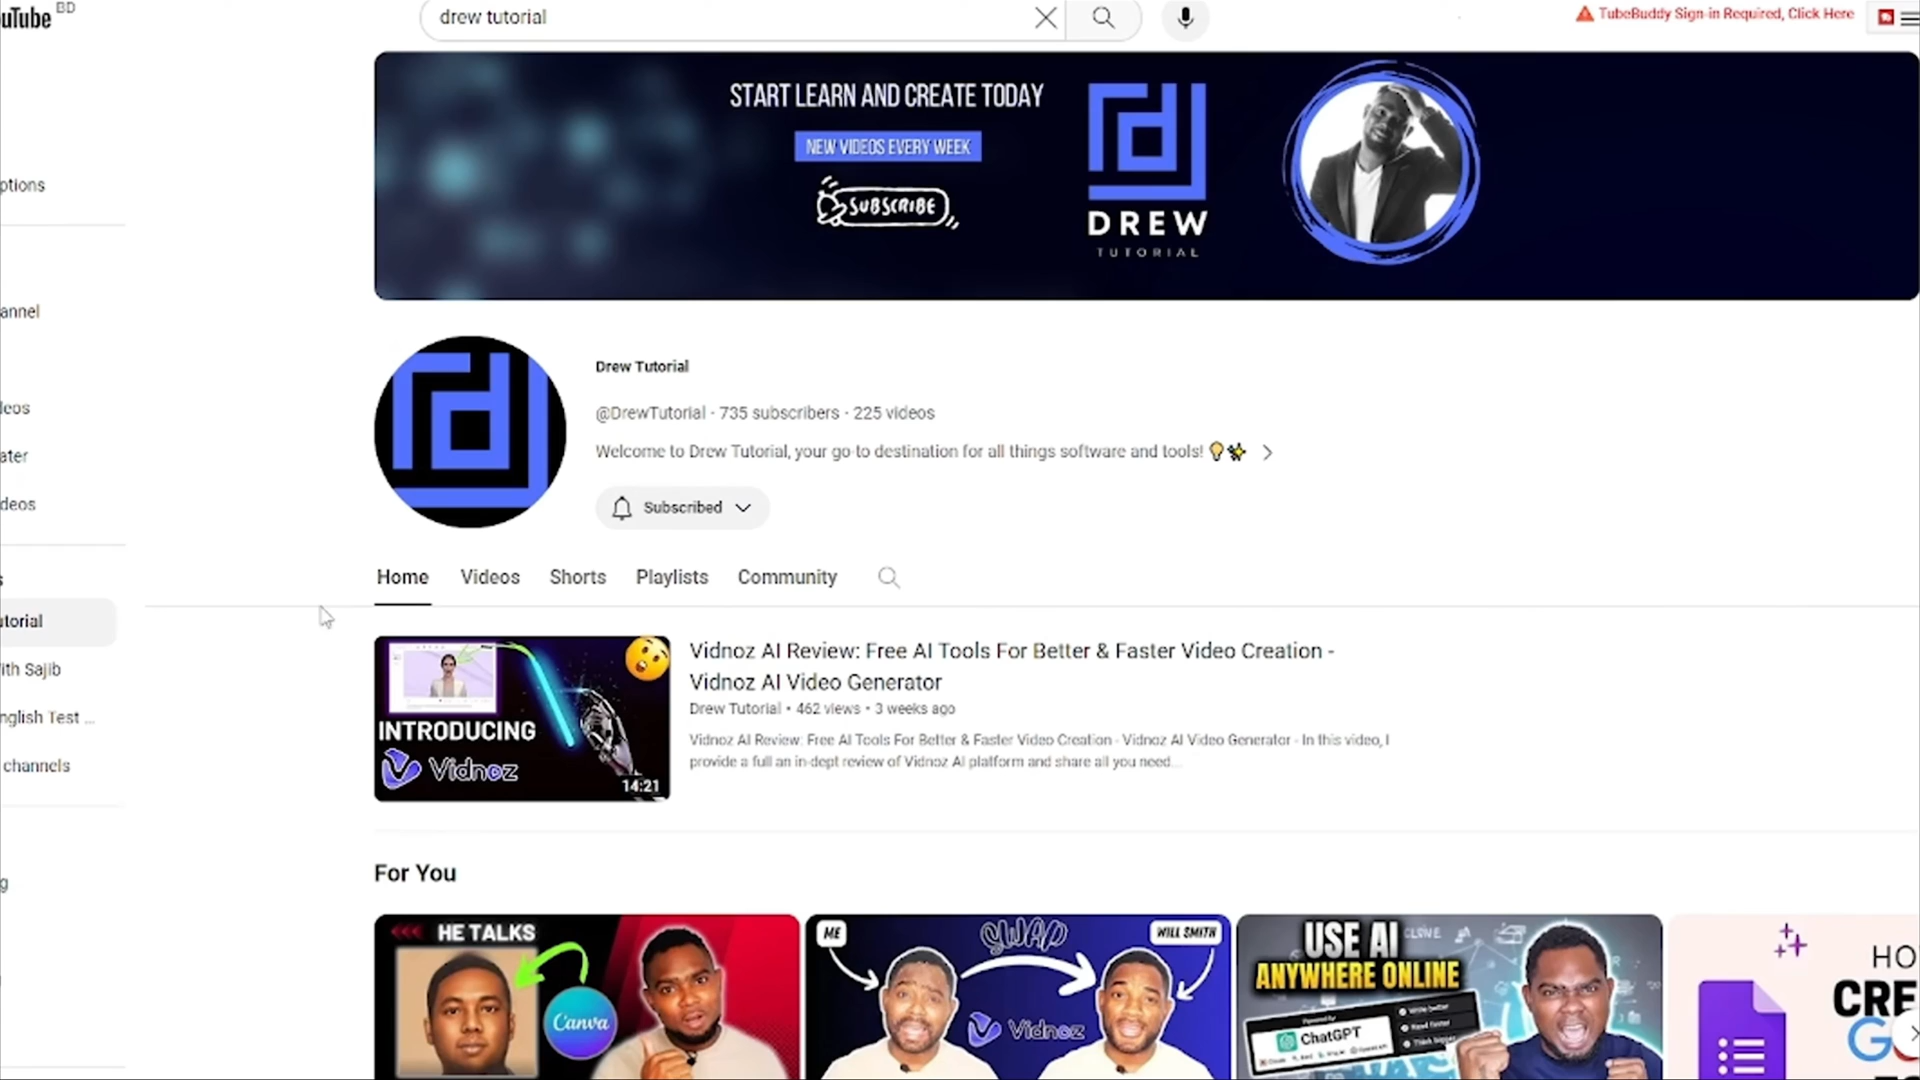 uTube BD
drew tutorial
TubeBuddy Sign-in Required, Click Here
START LEARN AND CREATE TODAY
NEW VIDEOS EVERY WEEK
SUBSCRIBE
DREW
TUTORIAL
ptions
annel
leos
ater
deos
s
utorial
ith Sajib
nglish Test ...
channels
g
Drew Tutorial
@DrewTutorial · 735 subscribers · 225 videos
Welcome to Drew Tutorial, your go-to destination for all things software and tools! 💡✨
Subscribed
Home Videos Shorts Playlists Community
INTRODUCING
Vidnoz
14:21
Vidnoz AI Review: Free AI Tools For Better & Faster Video Creation -
Vidnoz AI Video Generator
Drew Tutorial • 462 views • 3 weeks ago
Vidnoz AI Review: Free AI Tools For Better & Faster Video Creation - Vidnoz AI Video Generator - In this video, I
provide a full an in-dept review of Vidnoz AI platform and share all you need...
For You
HE TALKS
Canva
ME
SWAP
WILL SMITH
Vidnoz
USE AI
ANYWHERE ONLINE
ChatGPT
HO
CRE
GO